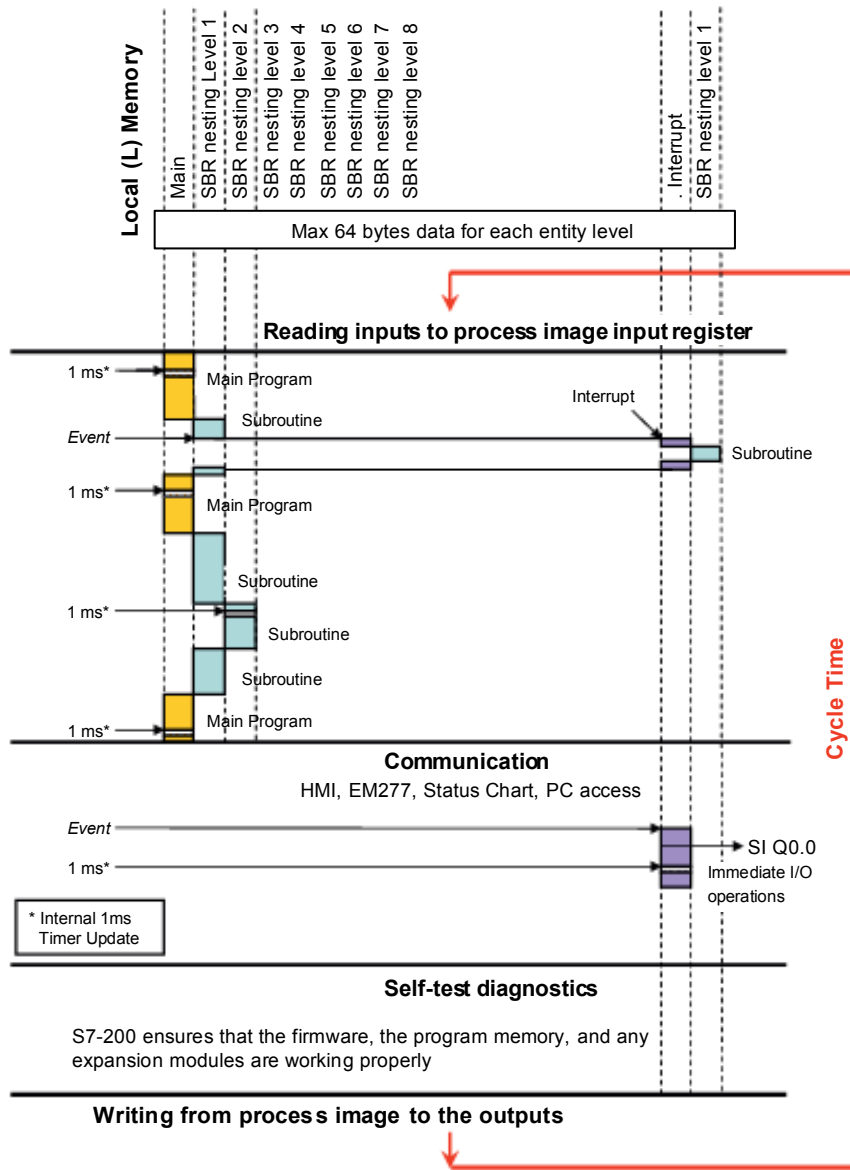 Local (L) Memory
Main
SBR nesting Level 1
SBR nesting level 2
SBR nesting level 3
SBR nesting level 4
SBR nesting level 5
SBR nesting level 6
SBR nesting level 7
SBR nesting level 8
. Interrupt
SBR nesting level 1
Max 64 bytes data for each entity level
Reading inputs to process image input register
1 ms*
Main Program
Interrupt
Subroutine
Event
Subroutine
1 ms*
Main Program
Subroutine
1 ms*
Subroutine
Subroutine
1 ms*
Main Program
Cycle Time
Communication
HMI, EM277, Status Chart, PC access
Event
SI Q0.0
1 ms*
Immediate I/O
operations
* Internal 1ms
Timer Update
Self-test diagnostics
S7-200 ensures that the firmware, the program memory, and any
expansion modules are working properly
Writing from process image to the outputs